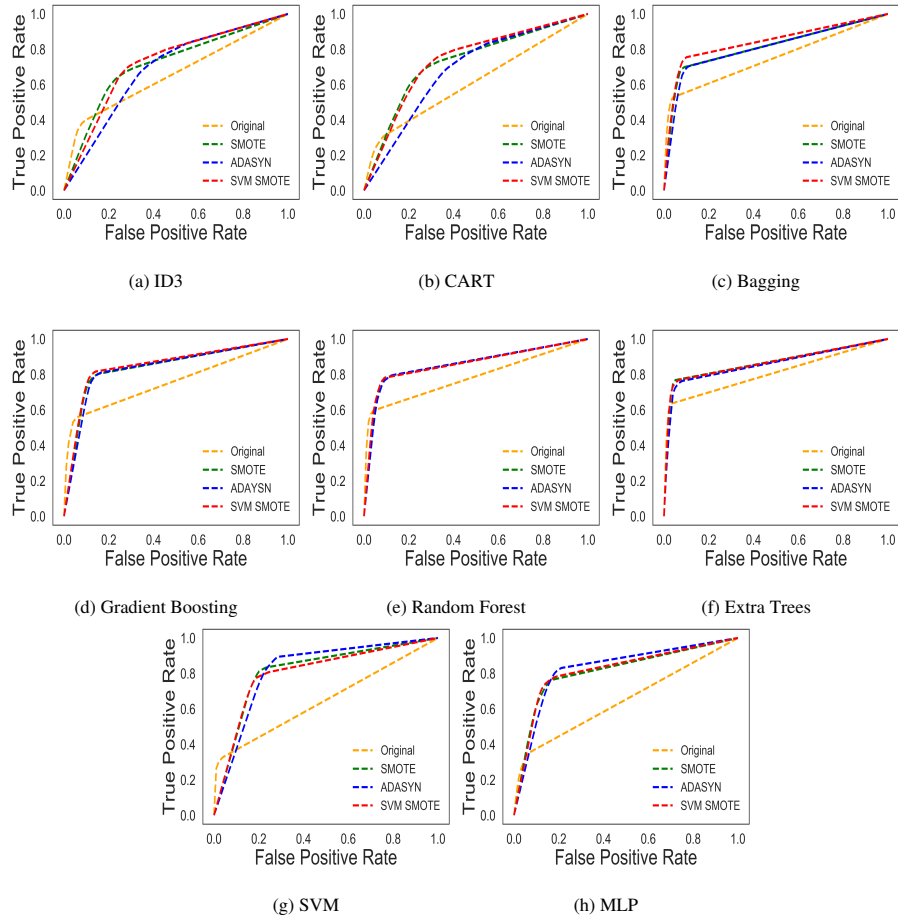 True Positive Rate
1.0
0.8
0.6
0.4
0.2
0.0
Original
SMOTE
ADASYN
SVM SMOTE
0.0 0.2 0.4 0.6 0.8 1.0
False Positive Rate
(a) ID3
True Positive Rate
1.0
0.8
0.6
0.4
0.2
0.0
Original
SMOTE
ADASYN
SVM SMOTE
0.0 0.2 0.4 0.6 0.8 1.0
False Positive Rate
(b) CART
True Positive Rate
1.0
0.8
0.6
0.4
0.2
0.0
Original
SMOTE
ADASYN
SVM SMOTE
0.0 0.2 0.4 0.6 0.8 1.0
False Positive Rate
(c) Bagging
True Positive Rate
1.0
0.8
0.6
0.4
0.2
0.0
Original
SMOTE
ADAYSN
SVM SMOTE
0.0 0.2 0.4 0.6 0.8 1.0
False Positive Rate
(d) Gradient Boosting
True Positive Rate
1.0
0.8
0.6
0.4
0.2
0.0
Original
SMOTE
ADASYN
SVM SMOTE
0.0 0.2 0.4 0.6 0.8 1.0
False Positive Rate
(e) Random Forest
True Positive Rate
1.0
0.8
0.6
0.4
0.2
0.0
Original
SMOTE
ADASYN
SVM SMOTE
0.0 0.2 0.4 0.6 0.8 1.0
False Positive Rate
(f) Extra Trees
True Positive Rate
1.0
0.8
0.6
0.4
0.2
0.0
Original
SMOTE
ADASYN
SVM SMOTE
0.0 0.2 0.4 0.6 0.8 1.0
False Positive Rate
(g) SVM
True Positive Rate
1.0
0.8
0.6
0.4
0.2
0.0
Original
SMOTE
ADASYN
SVM SMOTE
0.0 0.2 0.4 0.6 0.8 1.0
False Positive Rate
(h) MLP